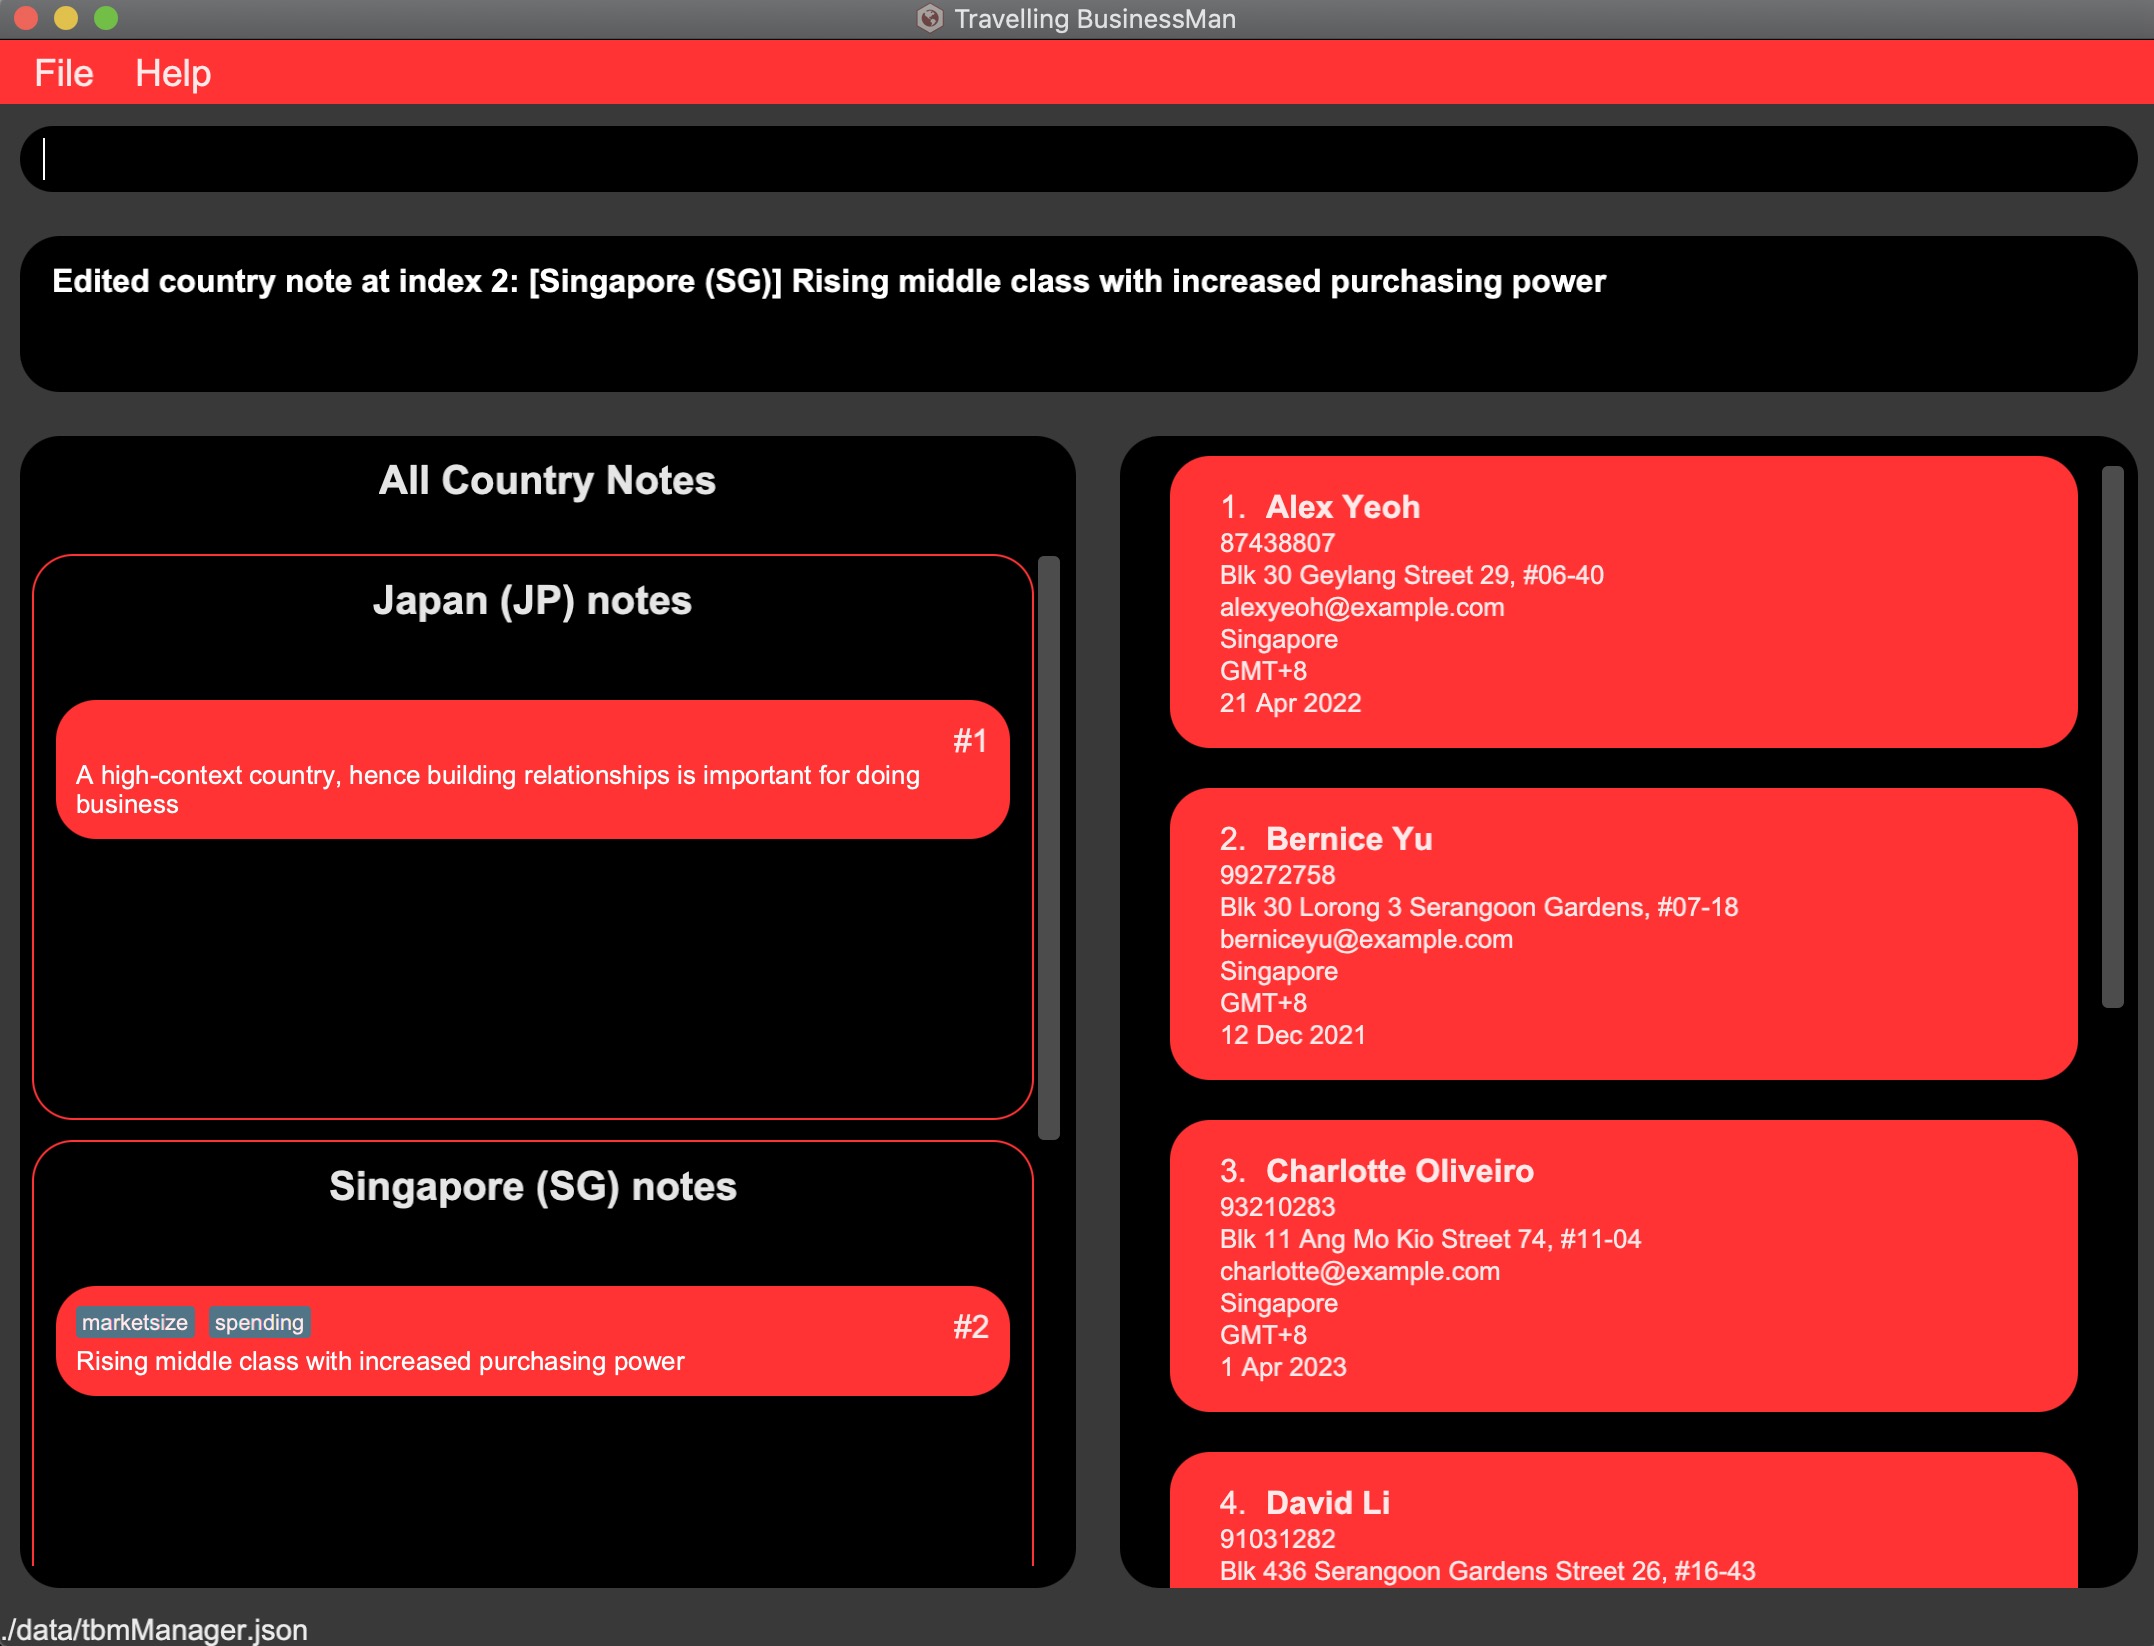 Travelling BusinessMan
File Help
Edited country note at index 2: [Singapore (SG)] Rising middle class with increased purchasing power
All Country Notes
Japan (JP) notes
#1
A high-context country, hence building relationships is important for doing
business
Singapore (SG) notes
marketsize spending #2
Rising middle class with increased purchasing power
1. Alex Yeoh
87438807
Blk 30 Geylang Street 29, #06-40
alexyeoh@example.com
Singapore
GMT+8
21 Apr 2022
2. Bernice Yu
99272758
Blk 30 Lorong 3 Serangoon Gardens, #07-18
berniceyu@example.com
Singapore
GMT+8
12 Dec 2021
3. Charlotte Oliveiro
93210283
Blk 11 Ang Mo Kio Street 74, #11-04
charlotte@example.com
Singapore
GMT+8
1 Apr 2023
4. David Li
91031282
Blk 436 Serangoon Gardens Street 26, #16-43
./data/tbmManager.json